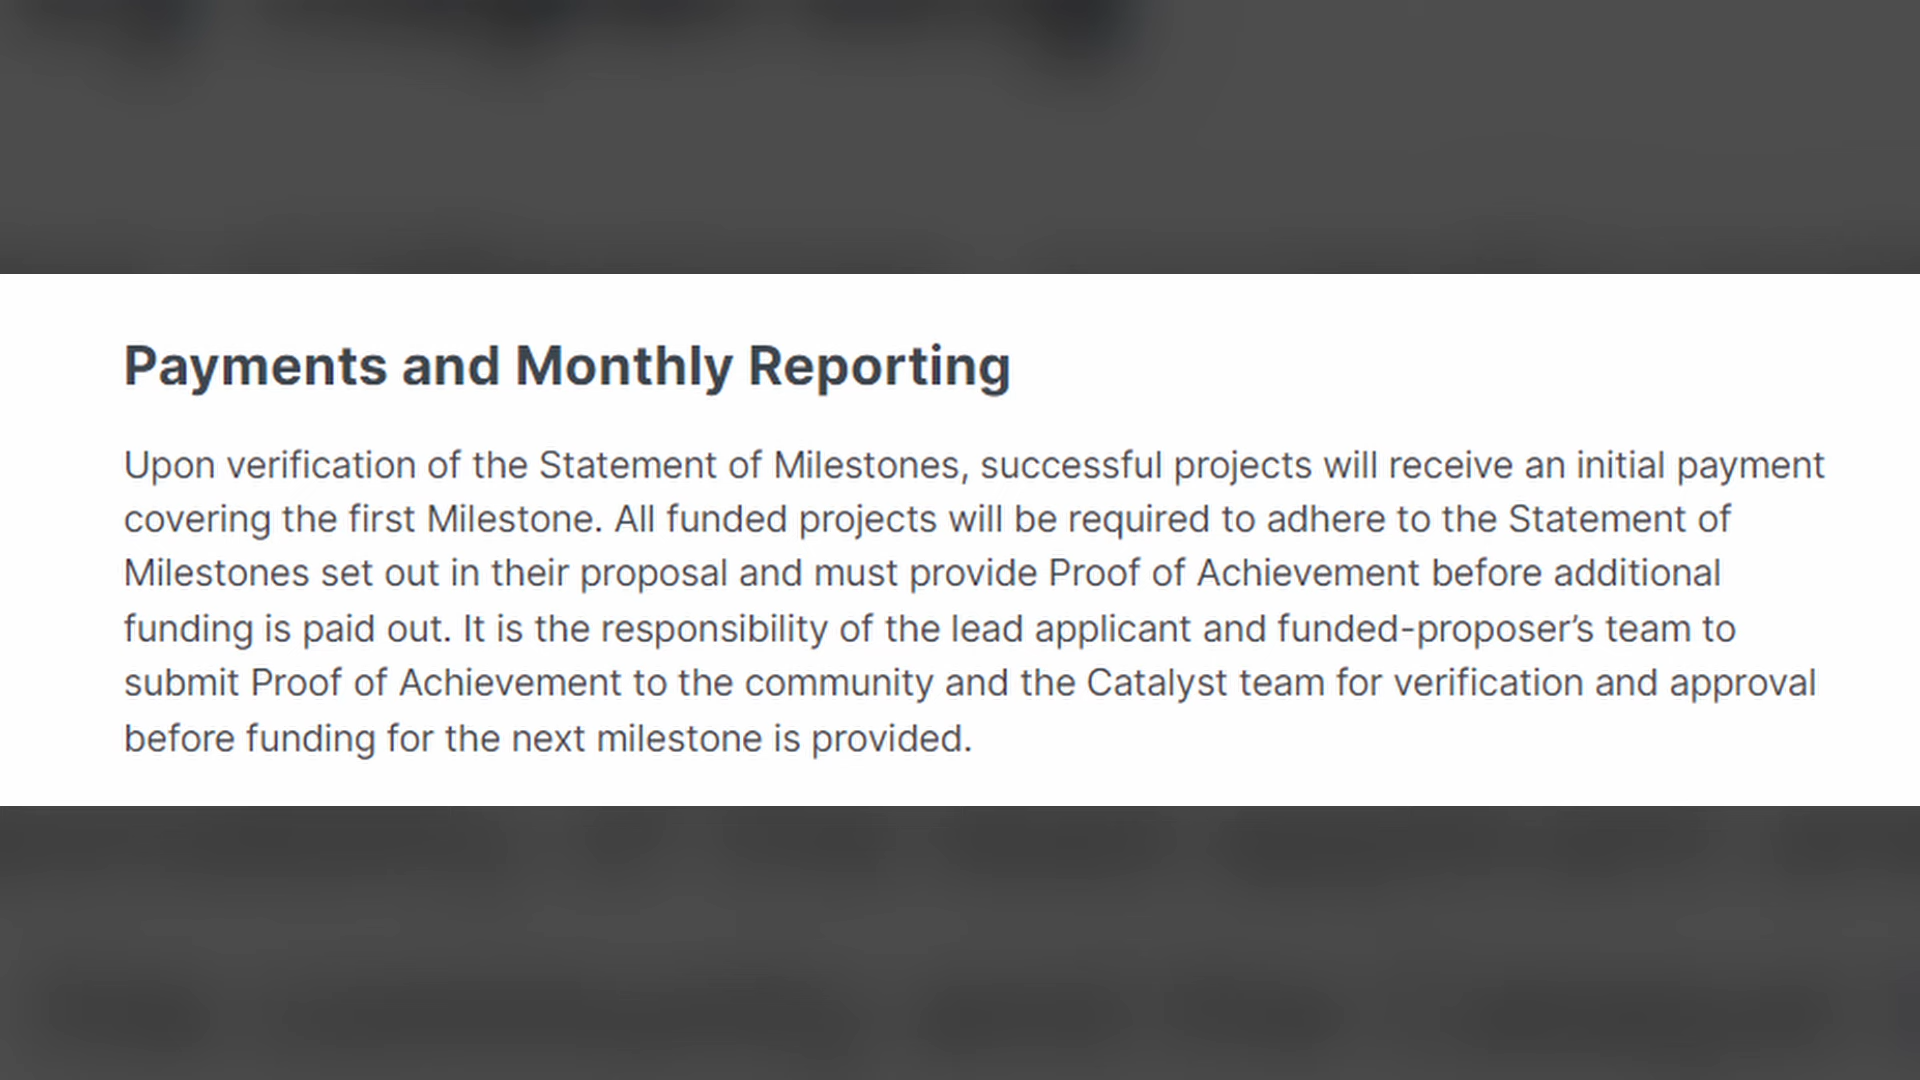 Payments and Monthly Reporting
Upon verification of the Statement of Milestones, successful projects will receive an initial payment
covering the first Milestone. All funded projects will be required to adhere to the Statement of
Milestones set out in their proposal and must provide Proof of Achievement before additional
funding is paid out. It is the responsibility of the lead applicant and funded-proposer’s team to
submit Proof of Achievement to the community and the Catalyst team for verification and approval
before funding for the next milestone is provided.